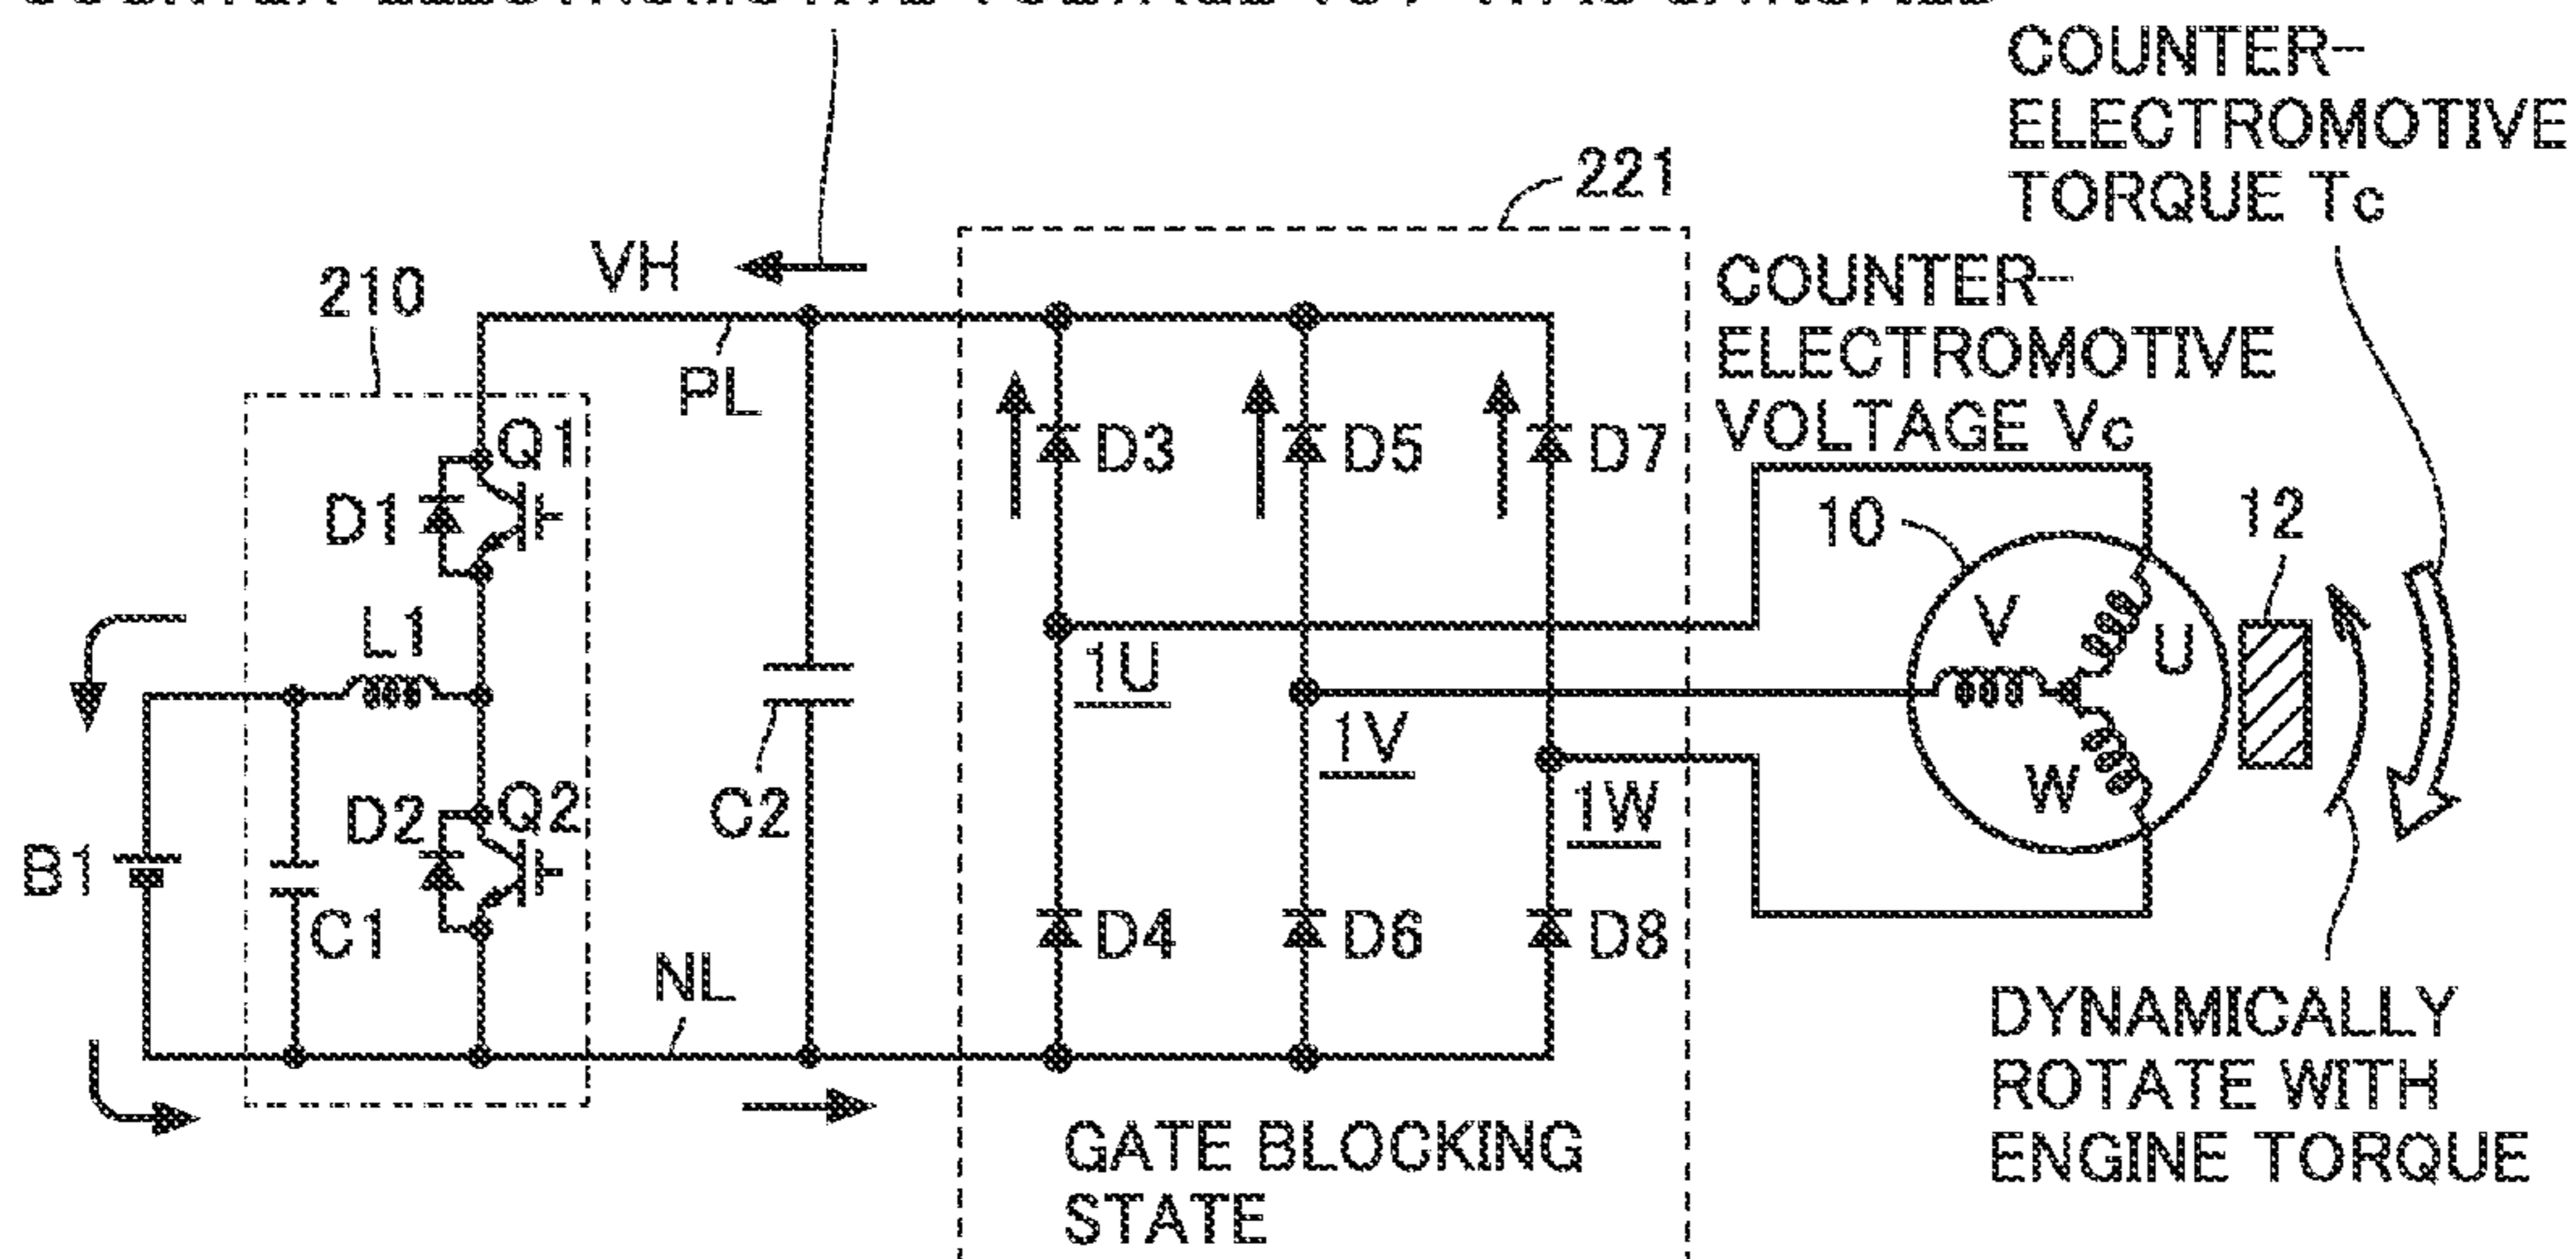 COUNTER-
ELECTROMOTIVE
TORQUE Tc
221
VH
210
COUNTER-
ELECTROMOTIVE
VOLTAGE Vc
PL
Q1
D3
D5
D7
D1
10
12
L1
V
U
1U
1V
W
D2
Q2
C2
1W
B1
C1
D4
D6
D8
NL
DYNAMICALLY
ROTATE WITH
ENGINE TORQUE
GATE BLOCKING
STATE